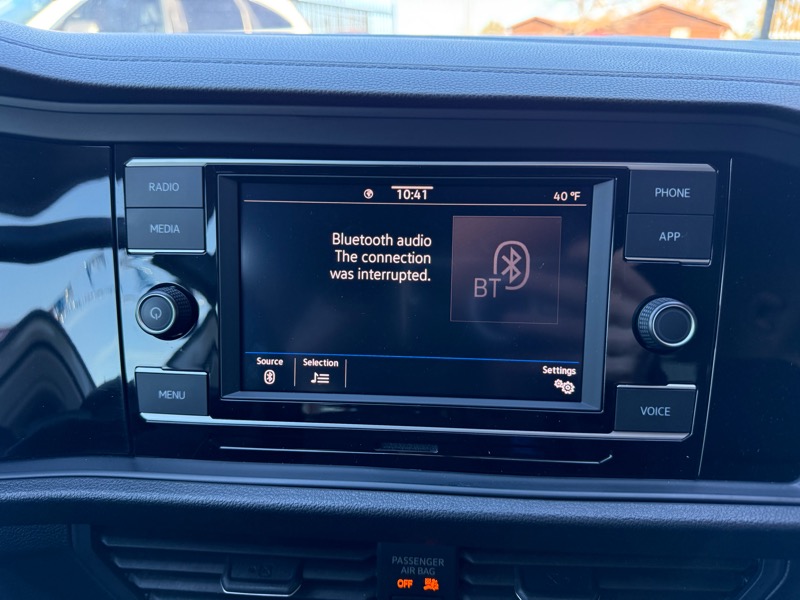 10:41
40 °F
RADIO
MEDIA
PHONE
APP
Bluetooth audio
The connection
was interrupted.
BT
Source
Selection
Settings
MENU
VOICE
PASSENGER
AIR BAG
OFF